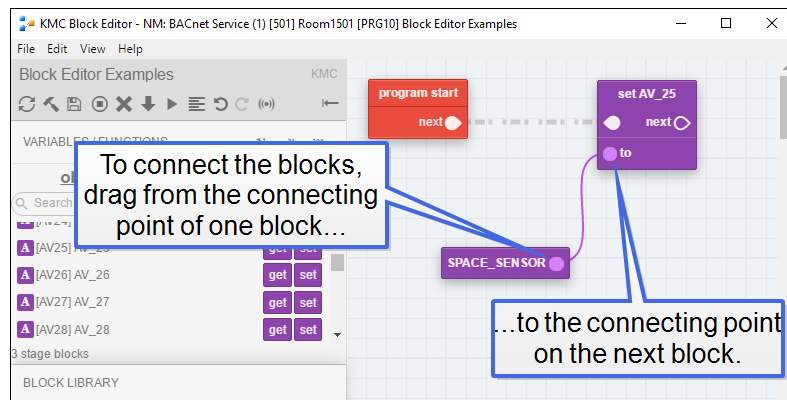 KMC Block Editor - NM: BACnet Service (1) [501] Room1501 [PRG10] Block Editor Examples
File Edit View Help
Block Editor Examples KMC
VARIABLES / FUNCTIONS
Search
[AV25] AV_25
get set
A [AV26] AV_26 get set
A [AV27] AV_27 get set
A [AV28] AV_28 get set
3 stage blocks
BLOCK LIBRARY
program start
next
set AV_25
next
to
SPACE_SENSOR
To connect the blocks,
drag from the connecting
point of one block...
...to the connecting point
on the next block.